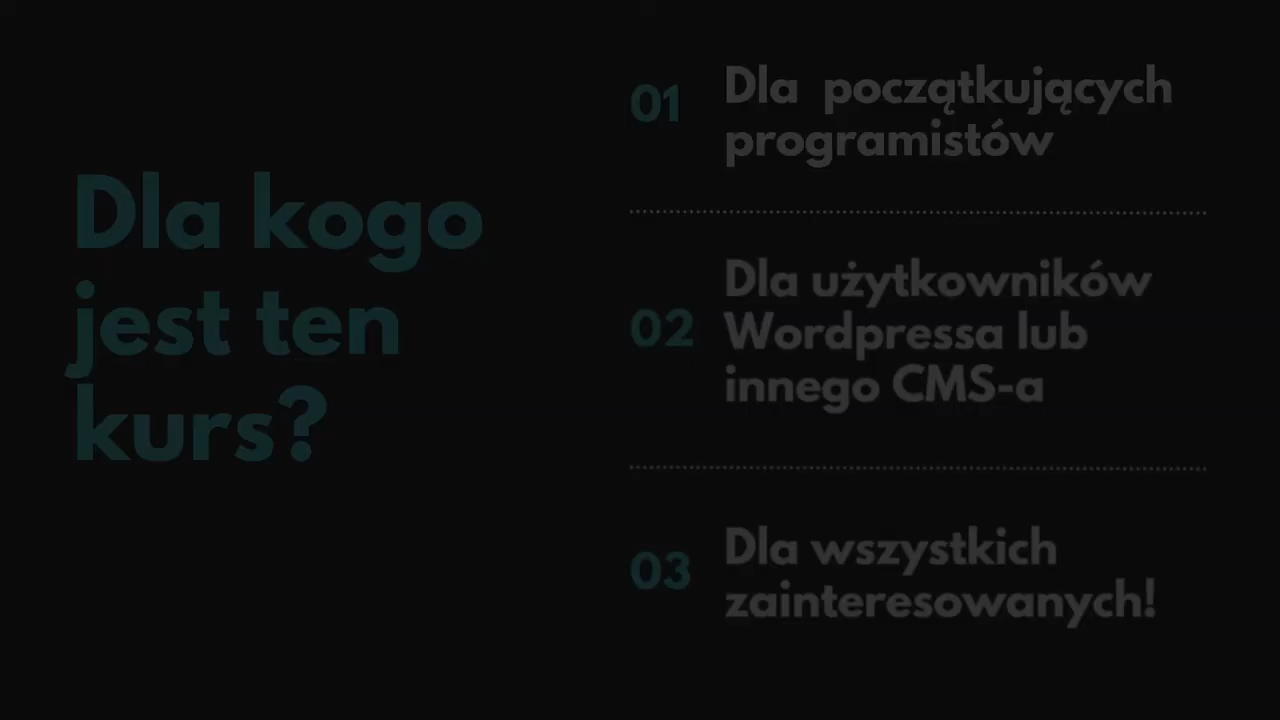 Dla kogo
jest ten
kurs?
01
Dla  początkujących
programistów
02
Dla użytkowników
Wordpressa lub
innego CMS-a
03
Dla wszystkich
zainteresowanych!